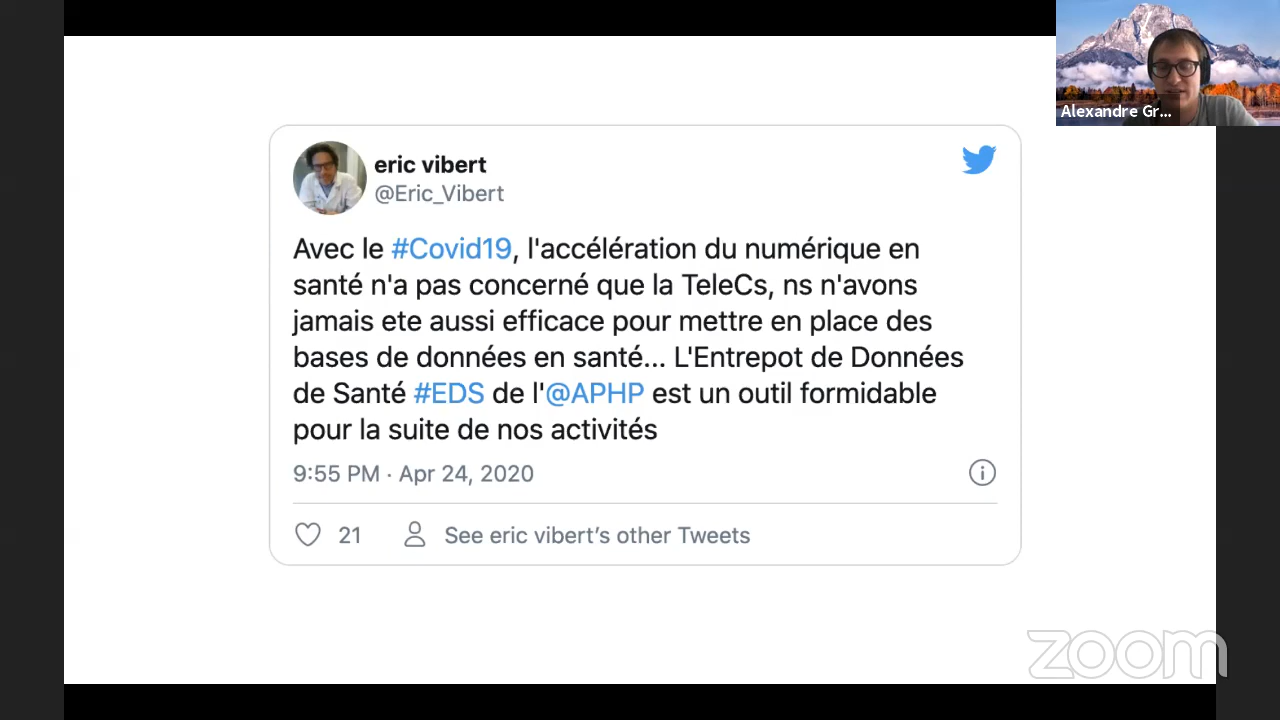 Alexandre Gr...
eric vibert
@Eric_Vibert
Avec le #Covid19, l'accélération du numérique en
santé n'a pas concerné que la TeleCs, ns n'avons
jamais ete aussi efficace pour mettre en place des
bases de données en santé... L'Entrepot de Données
de Santé #EDS de l'@APHP est un outil formidable
pour la suite de nos activités
9:55 PM · Apr 24, 2020
21
See eric vibert’s other Tweets
zoom